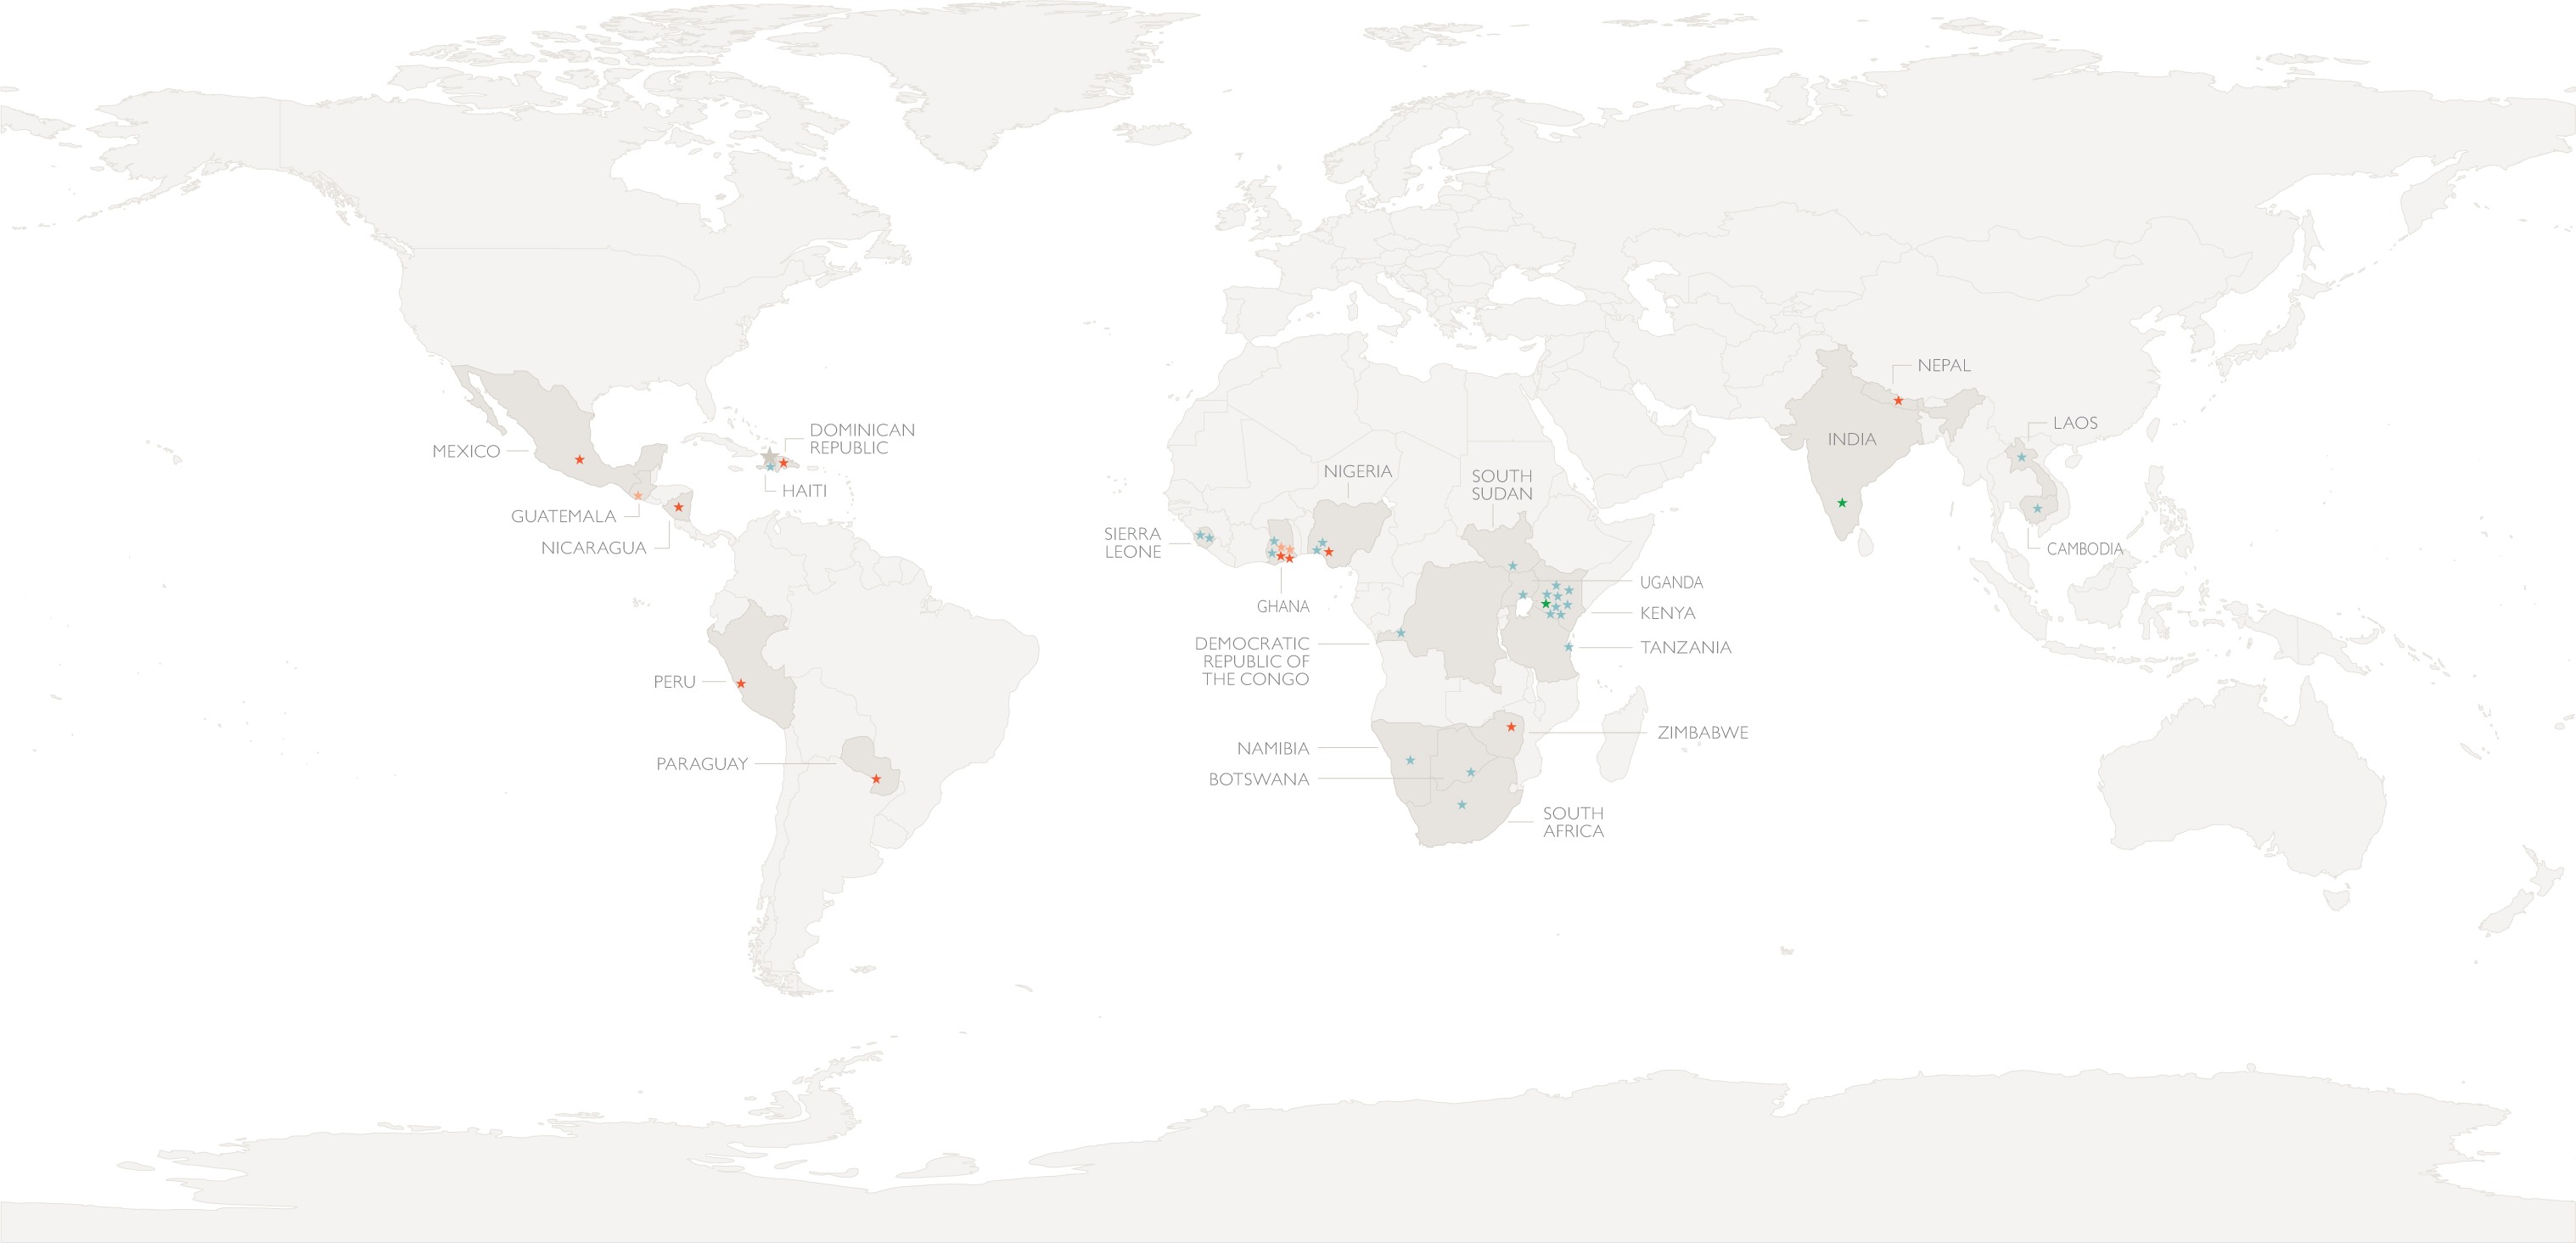 NEPAL
LAOS
DOMINICAN
REPUBLIC
INDIA
MEXICO
NIGERIA
SOUTH
SUDAN
HAITI
GUATEMALA
SIERRA
LEONE
NICARAGUA
CAMBODIA
UGANDA
GHANA
KENYA
DEMOCRATIC
REPUBLIC OF
THE CONGO
TANZANIA
PERU
ZIMBABWE
NAMIBIA
PARAGUAY
BOTSWANA
SOUTH
AFRICA